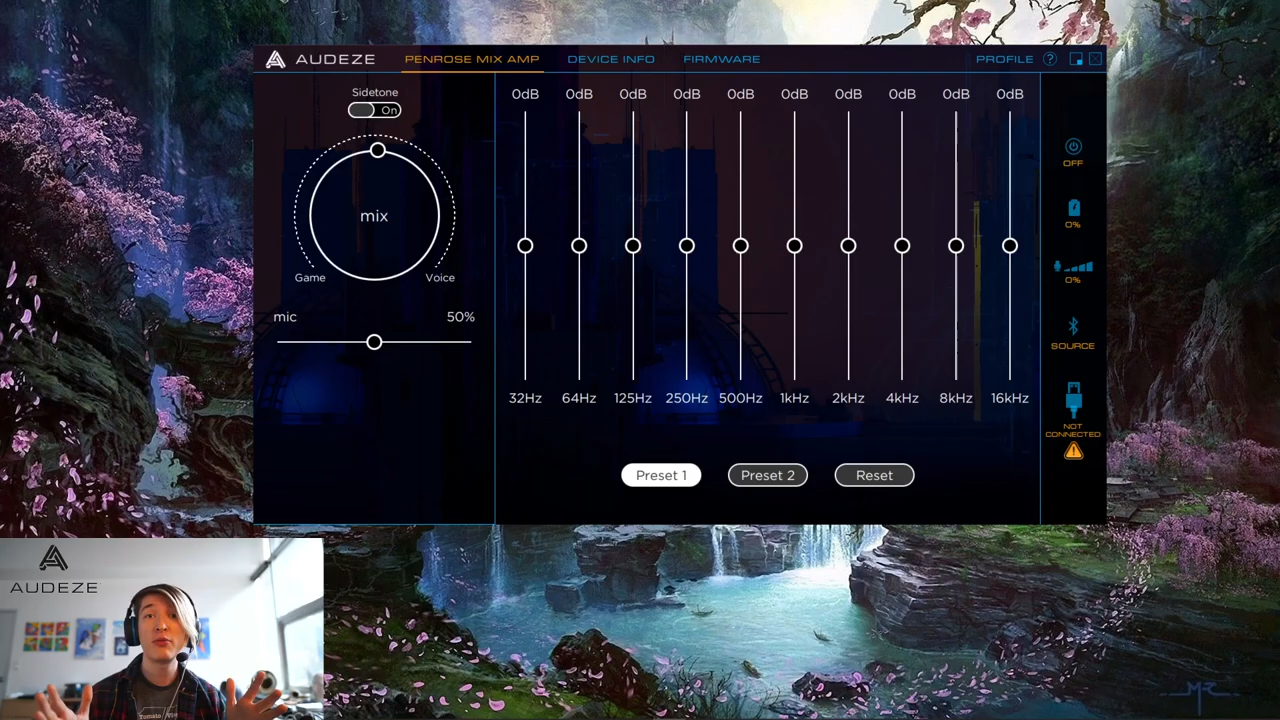 AUDEZE
PENROSE MIX AMP
DEVICE INFO
FIRMWARE
PROFILE
?
Sidetone
On
mix
Game
Voice
mic
50%
0dB 0dB 0dB 0dB 0dB 0dB 0dB 0dB 0dB 0dB
32Hz 64Hz 125Hz 250Hz 500Hz 1kHz 2kHz 4kHz 8kHz 16kHz
Preset 1
Preset 2
Reset
OFF
0%
0%
SOURCE
NOT
CONNECTED
AUDEZE